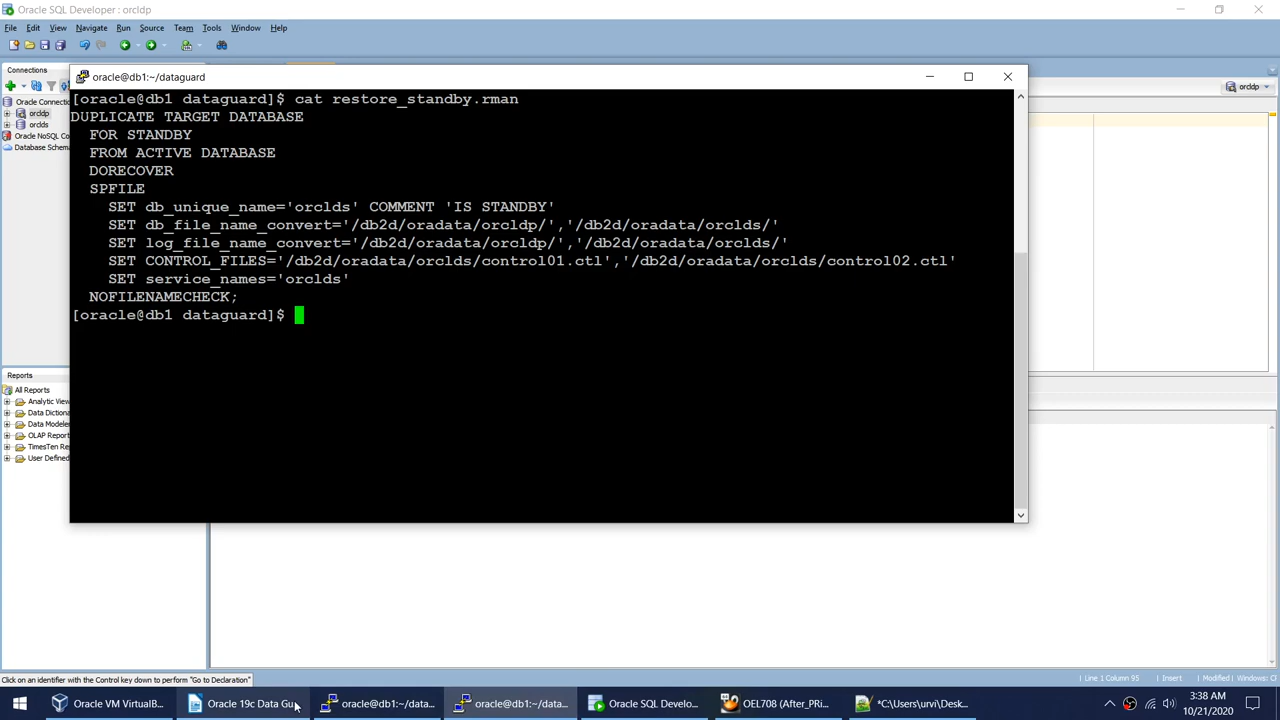 Oracle SQL Developer : orcldp
File Edit View Navigate Run Source Team Tools Window Help
Connections
oracle@db1:~/dataguard
orcldp
Oracle Connecti
orcldp
orclds
Oracle NoSQL Co
Database Schema
[oracle@db1 dataguard]$ cat restore_standby.rman
DUPLICATE TARGET DATABASE
FOR STANDBY
FROM ACTIVE DATABASE
DORECOVER
SPFILE
SET db_unique_name='orclds' COMMENT 'IS STANDBY'
SET db_file_name_convert='/db2d/oradata/orcldp/','/db2d/oradata/orclds/'
SET log_file_name_convert='/db2d/oradata/orcldp/','/db2d/oradata/orclds/'
SET CONTROL_FILES='/db2d/oradata/orclds/control01.ctl','/db2d/oradata/orclds/control02.ctl'
SET service_names='orclds'
NOFILENAMECHECK;
[oracle@db1 dataguard]$
Reports
All Reports
Analytic View
Data Dictiona
Data Modeler
OLAP Report
TimesTen Re
User Defined
Click on an identifier with the Control key down to perform "Go to Declaration"
Line 1 Column 95 Insert Modified Windows: Cl
Oracle VM VirtualB... Oracle 19c Data Gu... oracle@db1:~/data... oracle@db1:~/data... Oracle SQL Develo... OEL708 (After_PRi... *C:\Users\urvi\Desk...
3:38 AM
10/21/2020